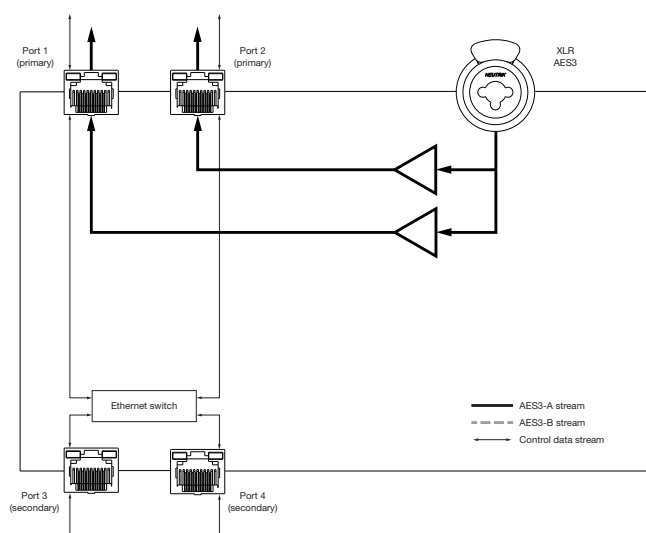 Port 1
(primary)
Port 2
(primary)
XLR
AES3
NEUTRIK
Ethernet switch
AES3-A stream
AES3-B stream
Control data stream
Port 3
(secondary)
Port 4
(secondary)